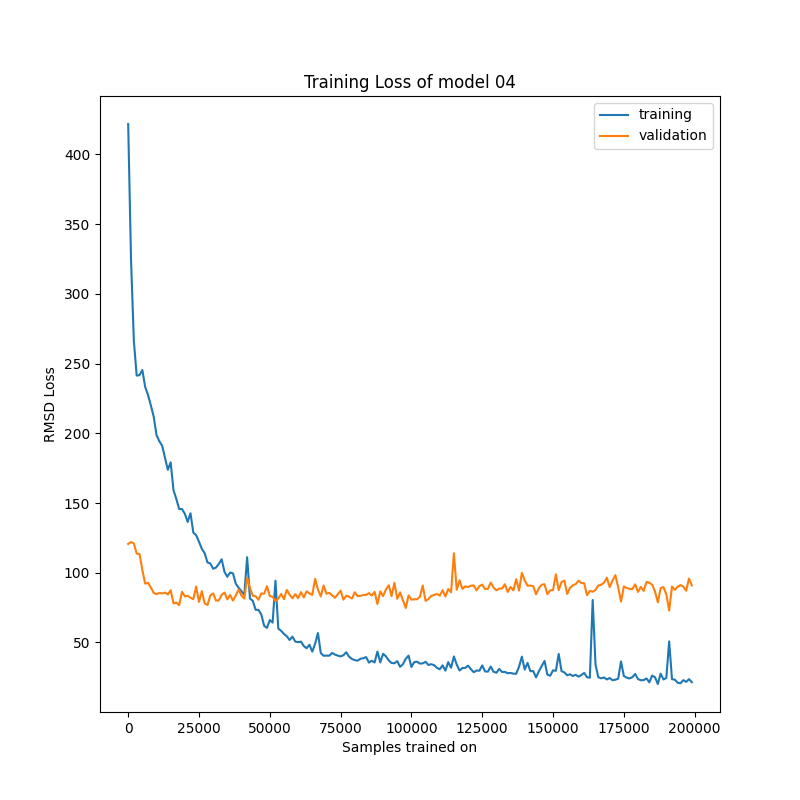 Training Loss of model 04
training
validation
RMSD Loss
400
350
300
250
200
150
100
50
0 25000 50000 75000 100000 125000 150000 175000 200000
Samples trained on